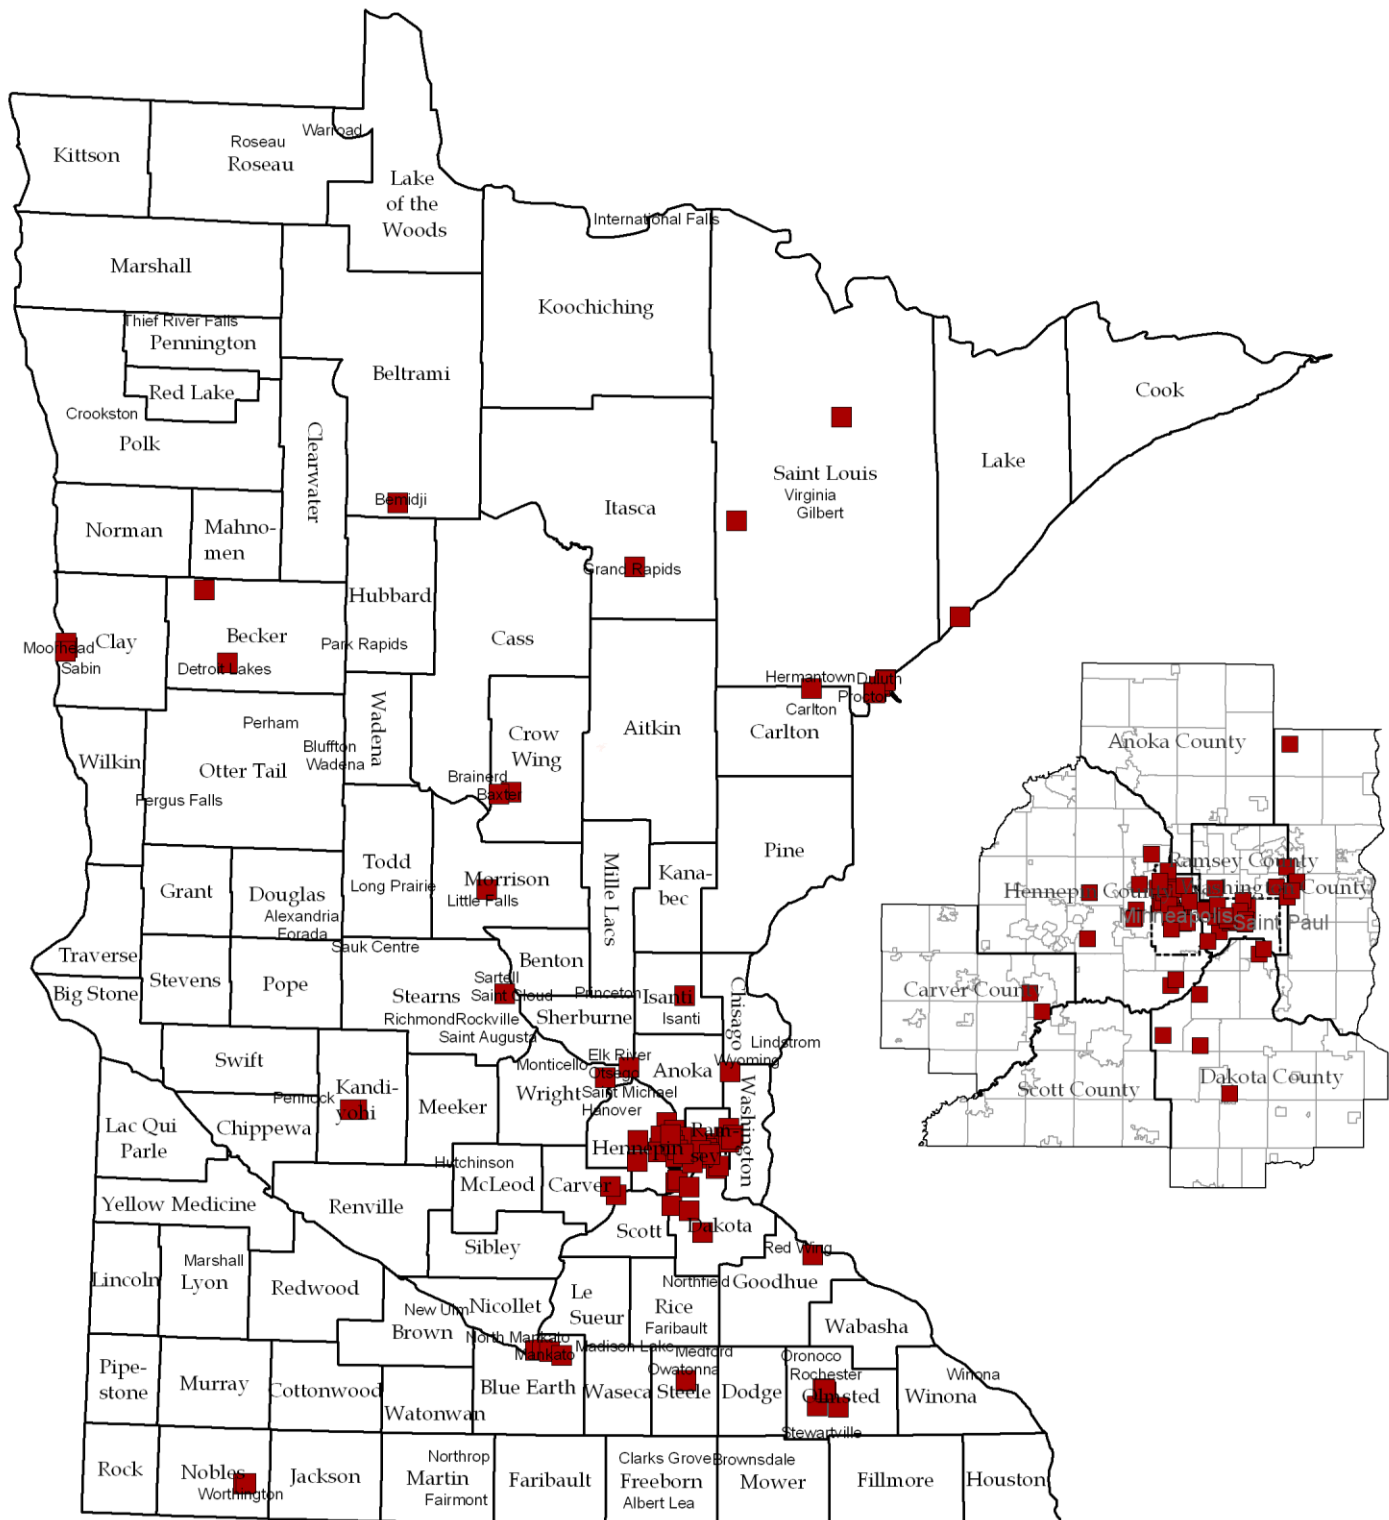 Warroad
Roseau
Kittson
Roseau
Lake
of the
Woods
International Falls
Marshall
Koochiching
Thief River Falls
Pennington
Beltrami
Red Lake
Cook
Crookston
Polk
Clearwater
Lake
Saint Louis
Virginia
Gilbert
Bemidji
Itasca
Norman
Mahno-
men
Grand Rapids
Hubbard
Clay
Becker
Park Rapids
Cass
Moorhead
Sabin
Detroit Lakes
Hermantown
Duluth
Proctor
Carlton
Carlton
Perham
Wadena
Crow
Wing
Aitkin
Bluffton
Wadena
Wilkin
Otter Tail
Brainerd
Baxter
Fergus Falls
Anoka County
Todd
Long Prairie
Morrison
Little Falls
Mille Lacs
Kana-
bec
Pine
Grant
Douglas
Alexandria
Forada
Ramsey County
Hennepin County
Washington County
Minneapolis
Saint Paul
Sauk Centre
Traverse
Stevens
Pope
Benton
Big Stone
Sartell
Saint Cloud
Stearns
Princeton
Isanti
Isanti
Chisago
Carver County
Richmond
Rockville
Sherburne
Saint Augusta
Lindstrom
Swift
Elk River
Monticello
Otsego
Anoka
Wyoming
Scott County
Dakota County
Kandi-
yohi
Pennock
Meeker
Wright
Saint Michael
Hanover
Washington
Lac Qui
Parle
Chippewa
Hennepin
Ram-
sey
Hutchinson
McLeod
Carver
Yellow Medicine
Renville
Scott
Dakota
Sibley
Red Wing
Lincoln
Marshall
Lyon
Redwood
Northfield
Goodhue
Le
Sueur
Rice
Faribault
New Ulm
Nicollet
Brown
Wabasha
North Mankato
Mankato
Madison Lake
Medford
Pipe-
stone
Murray
Cottonwood
Watonwan
Blue Earth
Waseca
Owatonna
Steele
Dodge
Oronoco
Rochester
Olmsted
Winona
Winona
Stewartville
Rock
Nobles
Worthington
Jackson
Northrop
Martin
Fairmont
Faribault
Clarks Grove
Freeborn
Albert Lea
Brownsdale
Mower
Fillmore
Houston